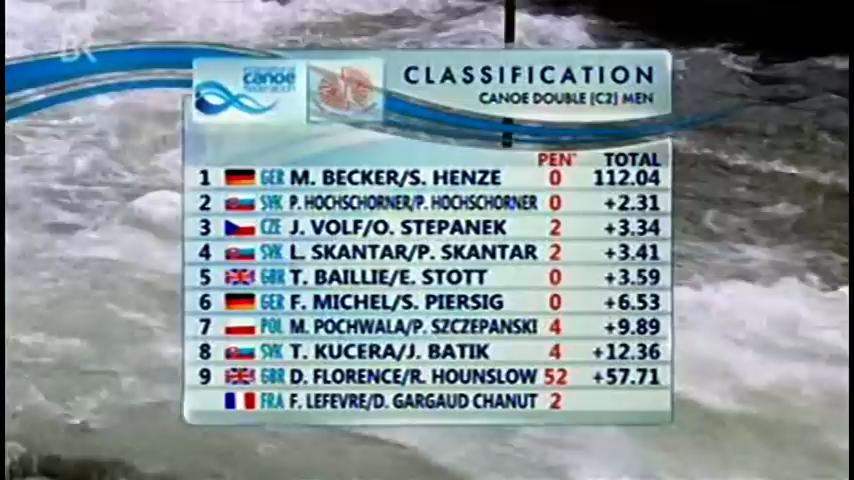 BR
canoe
federation
CLASSIFICATION
CANOE DOUBLE [C2] MEN
PEN" TOTAL
1 GER M. BECKER/S. HENZE 0 112.04
2 SVK P. HOCHSCHORNER/P. HOCHSCHORNER 0 +2.31
3 CZE J. VOLF/O. STEPANEK 2 +3.34
4 SVK L. SKANTAR/P. SKANTAR 2 +3.41
5 GBR T. BAILLIE/E. STOTT 0 +3.59
6 GER F. MICHEL/S. PIERSIG 0 +6.53
7 POL M. POCHWALA/P. SZCZEPANSKI 4 +9.89
8 SVK T. KUCERA/J. BATIK 4 +12.36
9 GBR D. FLORENCE/R. HOUNSLOW 52 +57.71
FRA F. LEFEVRE/D. GARGAUD CHANUT 2